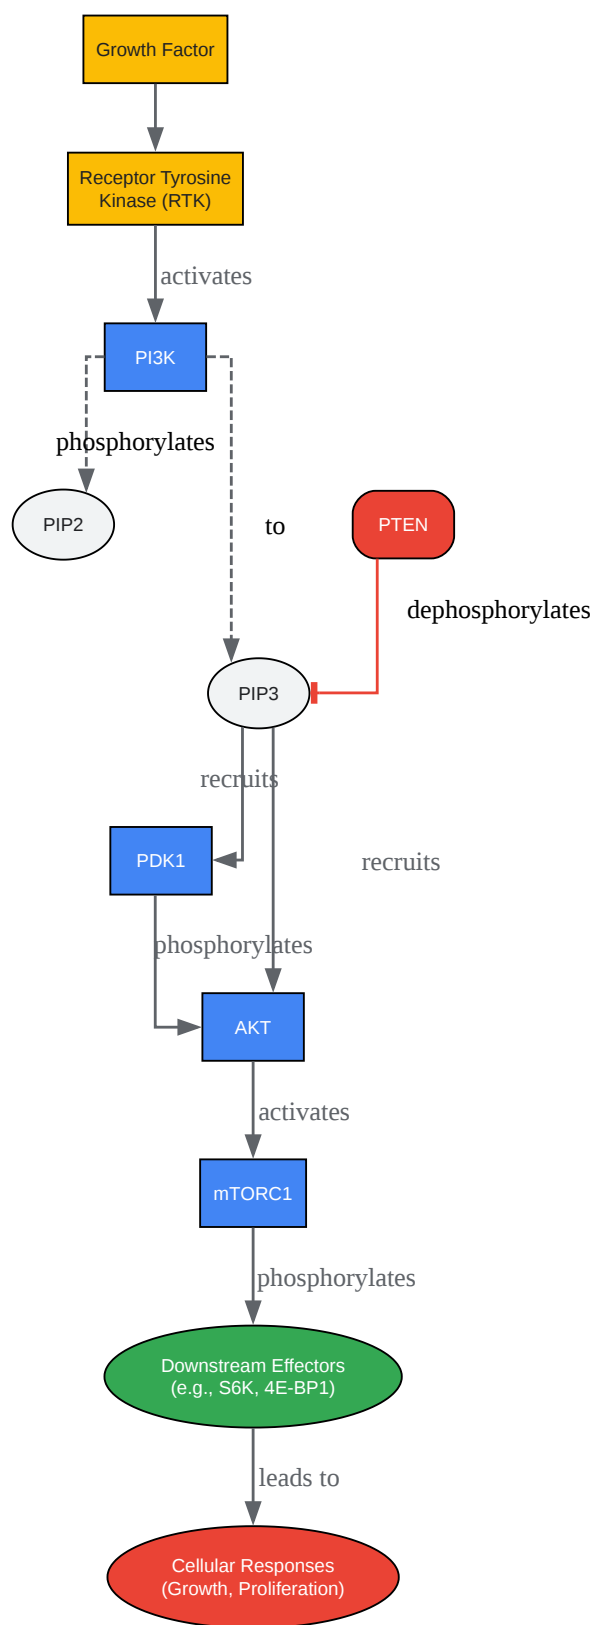 Growth Factor
Receptor Tyrosine
Kinase (RTK)
activates
PI3K
phosphorylates
PIP2
to
PTEN
dephosphorylates
PIP3
recruits
PDK1
recruits
phosphorylates
AKT
activates
mTORC1
phosphorylates
Downstream Effectors
(e.g., S6K, 4E-BP1)
leads to
Cellular Responses
(Growth, Proliferation)